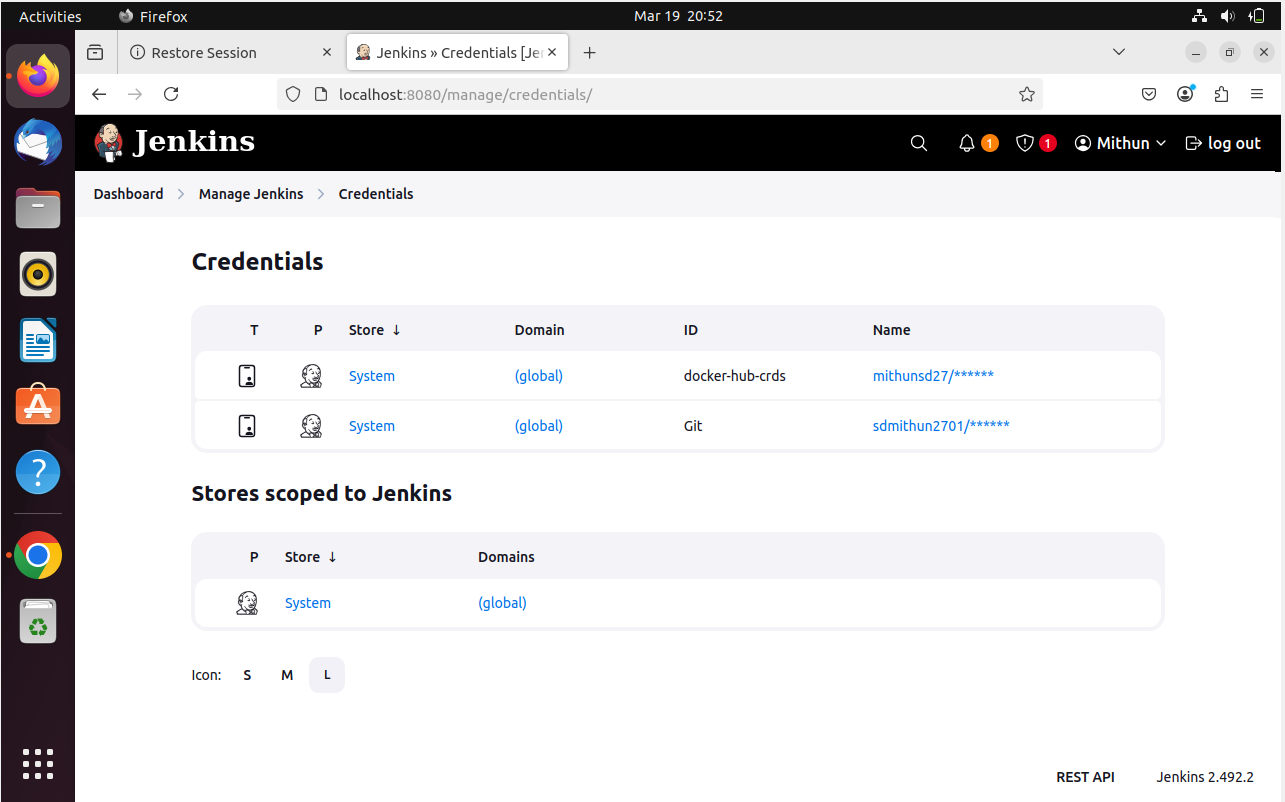 Activities Firefox Mar 19 20:52
Restore Session Jenkins » Credentials [Jen
localhost:8080/manage/credentials/
Jenkins 1 1 Mithun log out
Dashboard Manage Jenkins Credentials
Credentials
T P Store ↓ Domain ID Name
System (global) docker-hub-crds mithunsd27/******
System (global) Git sdmithun2701/******
Stores scoped to Jenkins
P Store ↓ Domains
System (global)
Icon: S M L
REST API Jenkins 2.492.2